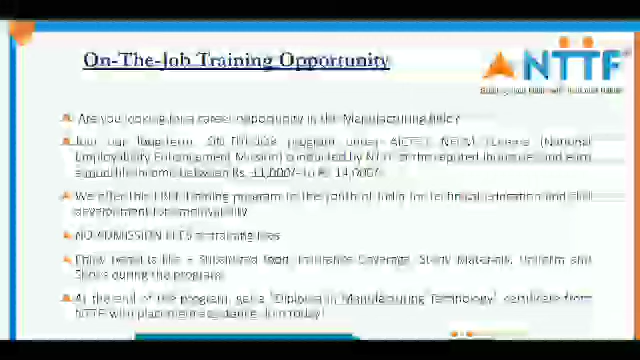 On-The-Job Training Opportunity
NTTF
Are you looking for a career opportunity in the Manufacturing field?
Join our long-term, ON-THE-JOB program under AICTE, NEEM Scheme (National
Employability Enhancement Mission) conducted by NTTF at the reputed industries and earn
a monthly income between Rs. 11,000/- to Rs. 14,000/-
We offer this FREE training program to the youth of India for technical education and skill
development for employability
NO ADMISSION FEES or training fees
Enjoy benefits like - Subsidized food, Insurance Coverage, Study Materials, Uniform and
Shoes during the program
At the end of the program, get a "Diploma in Manufacturing Technology" certificate from
NTTF with placement guidance. Join today!